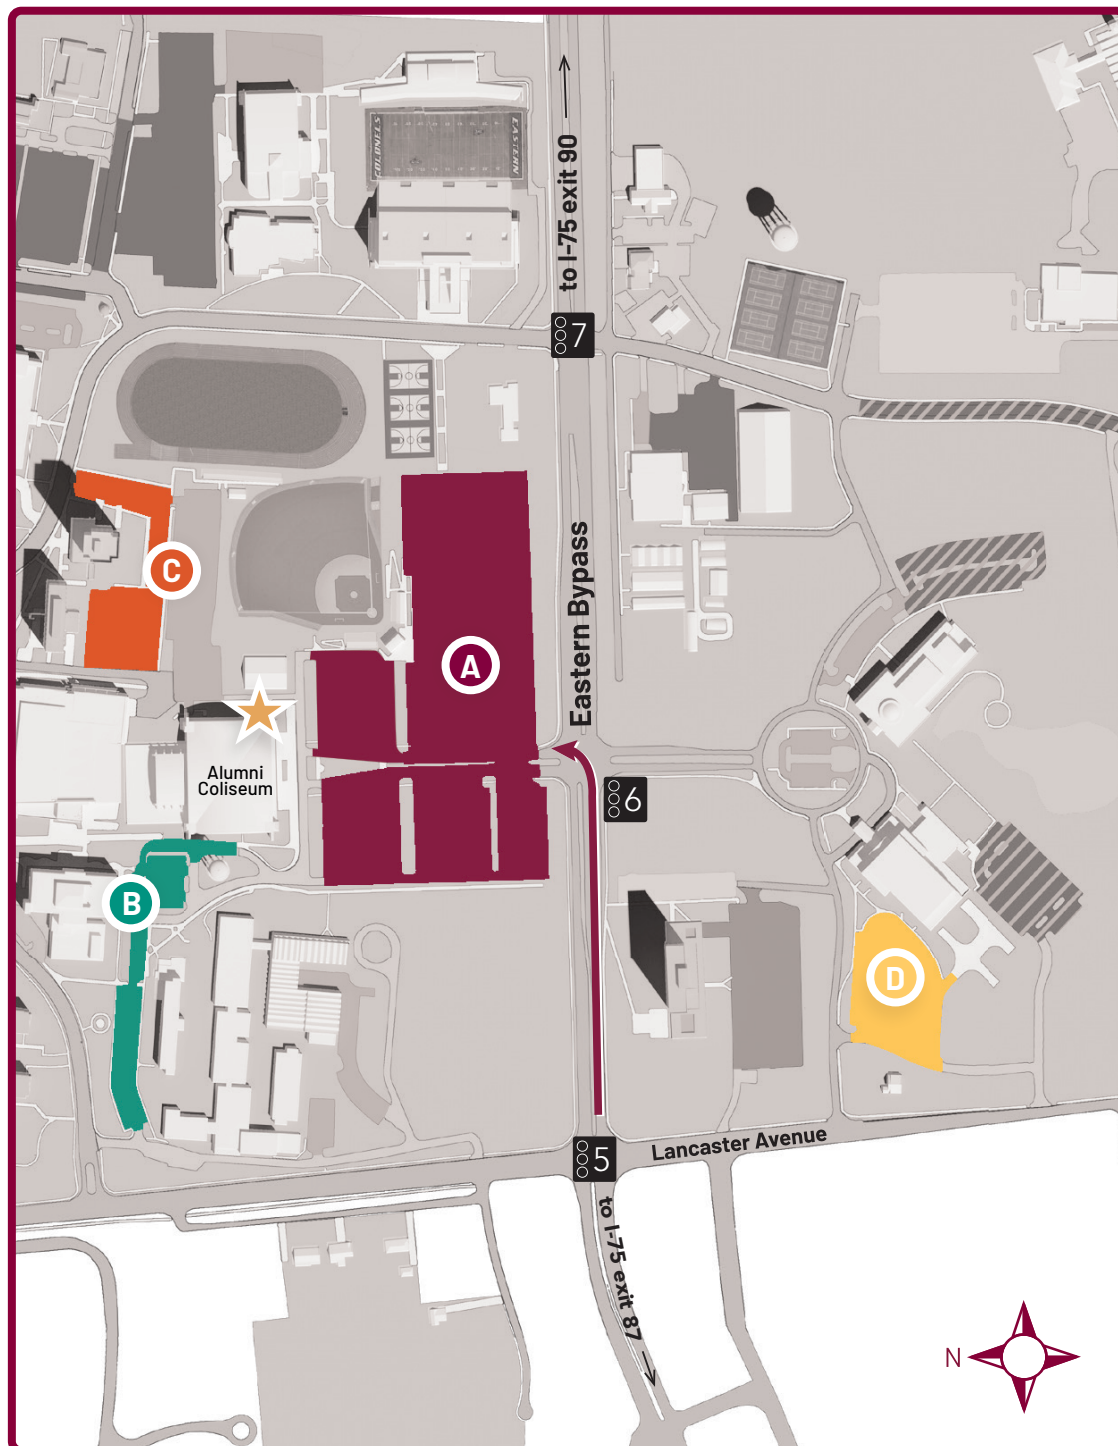 COLONELS
EASTERN
to I-75 exit 90
7
C
Eastern Bypass
A
Alumni
Coliseum
6
B
D
Lancaster Avenue
5
to I-75 exit 87
N